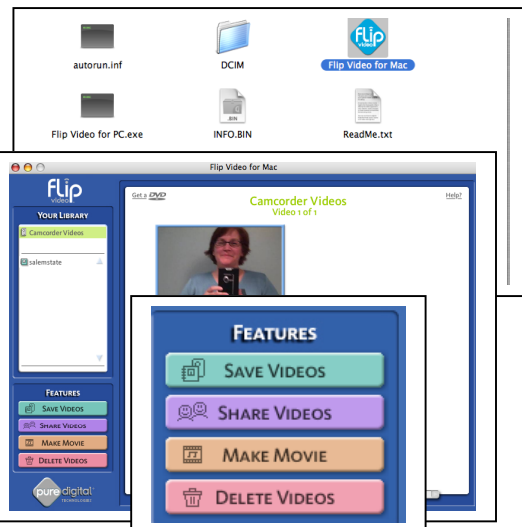 autorun.inf
DCIM
Flip Video for Mac
Flip Video for PC.exe
BIN
INFO.BIN
ReadMe.txt
Flip Video for Mac
flip
video
Get a DVD
Camcorder Videos
Video 1 of 1
Help?
YOUR LIBRARY
Camcorder Videos
salemstate
FEATURES
SAVE VIDEOS
SHARE VIDEOS
MAKE MOVIE
DELETE VIDEOS
pure digital
TECHNOLOGIES
FEATURES
SAVE VIDEOS
SHARE VIDEOS
MAKE MOVIE
DELETE VIDEOS